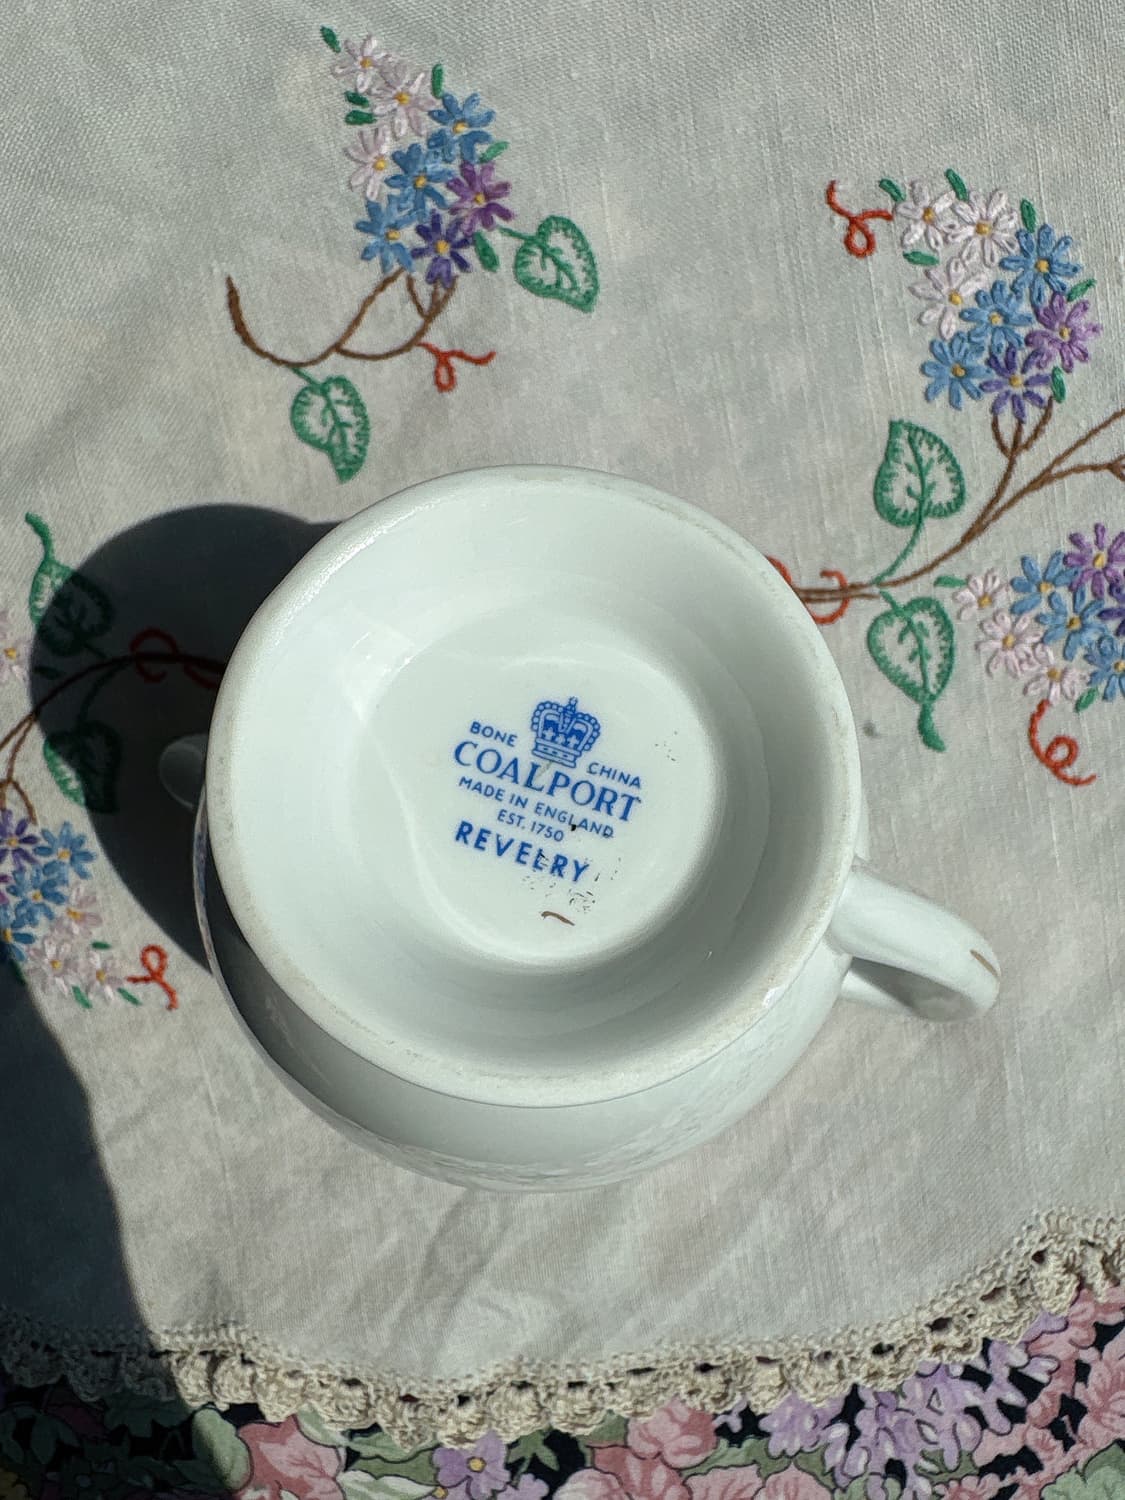 BONE CHINA
COALPORT
MADE IN ENGLAND
EST. 1750
REVELRY